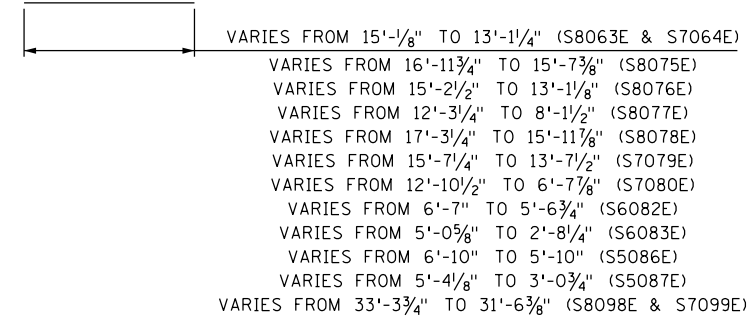 VARIES FROM 15'-1/8" TO 13'-1 1/4" (S8063E & S7064E)
VARIES FROM 16'-11 3/4" TO 15'-7 3/8" (S8075E)
VARIES FROM 15'-2 1/2" TO 13'-1 1/8" (S8076E)
VARIES FROM 12'-3 1/4" TO 8'-1 1/2" (S8077E)
VARIES FROM 17'-3 1/4" TO 15'-11 7/8" (S8078E)
VARIES FROM 15'-7 1/4" TO 13'-7 1/2" (S7079E)
VARIES FROM 12'-10 1/2" TO 6'-7 7/8" (S7080E)
VARIES FROM 6'-7" TO 5'-6 3/4" (S6082E)
VARIES FROM 5'-0 5/8" TO 2'-8 1/4" (S6083E)
VARIES FROM 6'-10" TO 5'-10" (S5086E)
VARIES FROM 5'-4 1/8" TO 3'-0 3/4" (S5087E)
VARIES FROM 33'-3 3/4" TO 31'-6 3/8" (S8098E & S7099E)